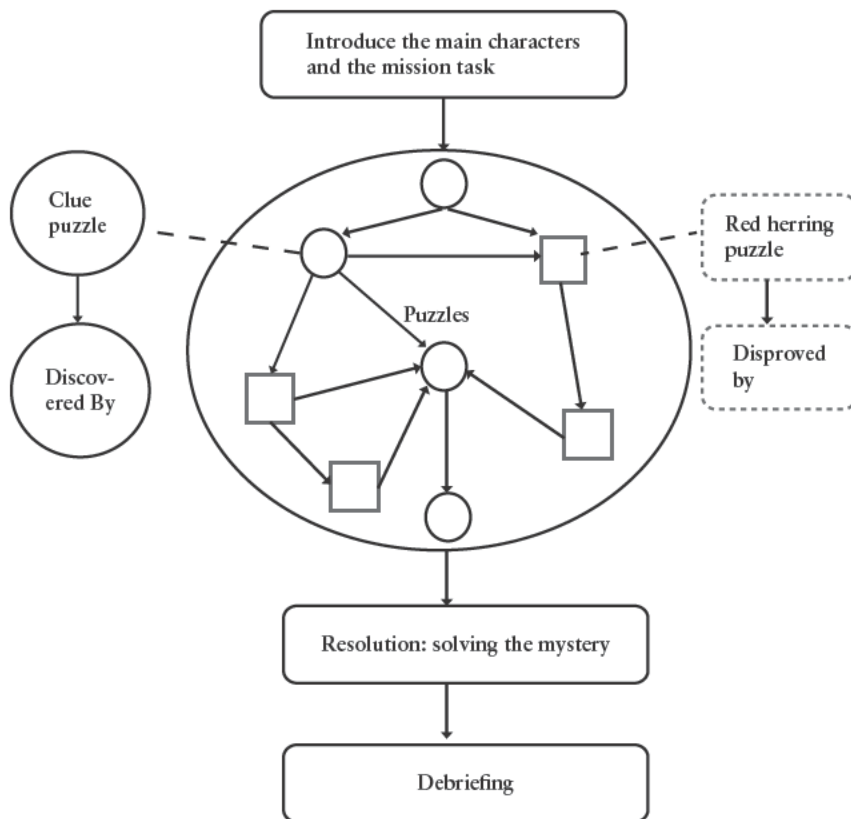 Introduce the main characters
and the mission task
Clue
puzzle
Red herring
puzzle
Puzzles
Discov-
ered By
Disproved
by
Resolution: solving the mystery
Debriefing